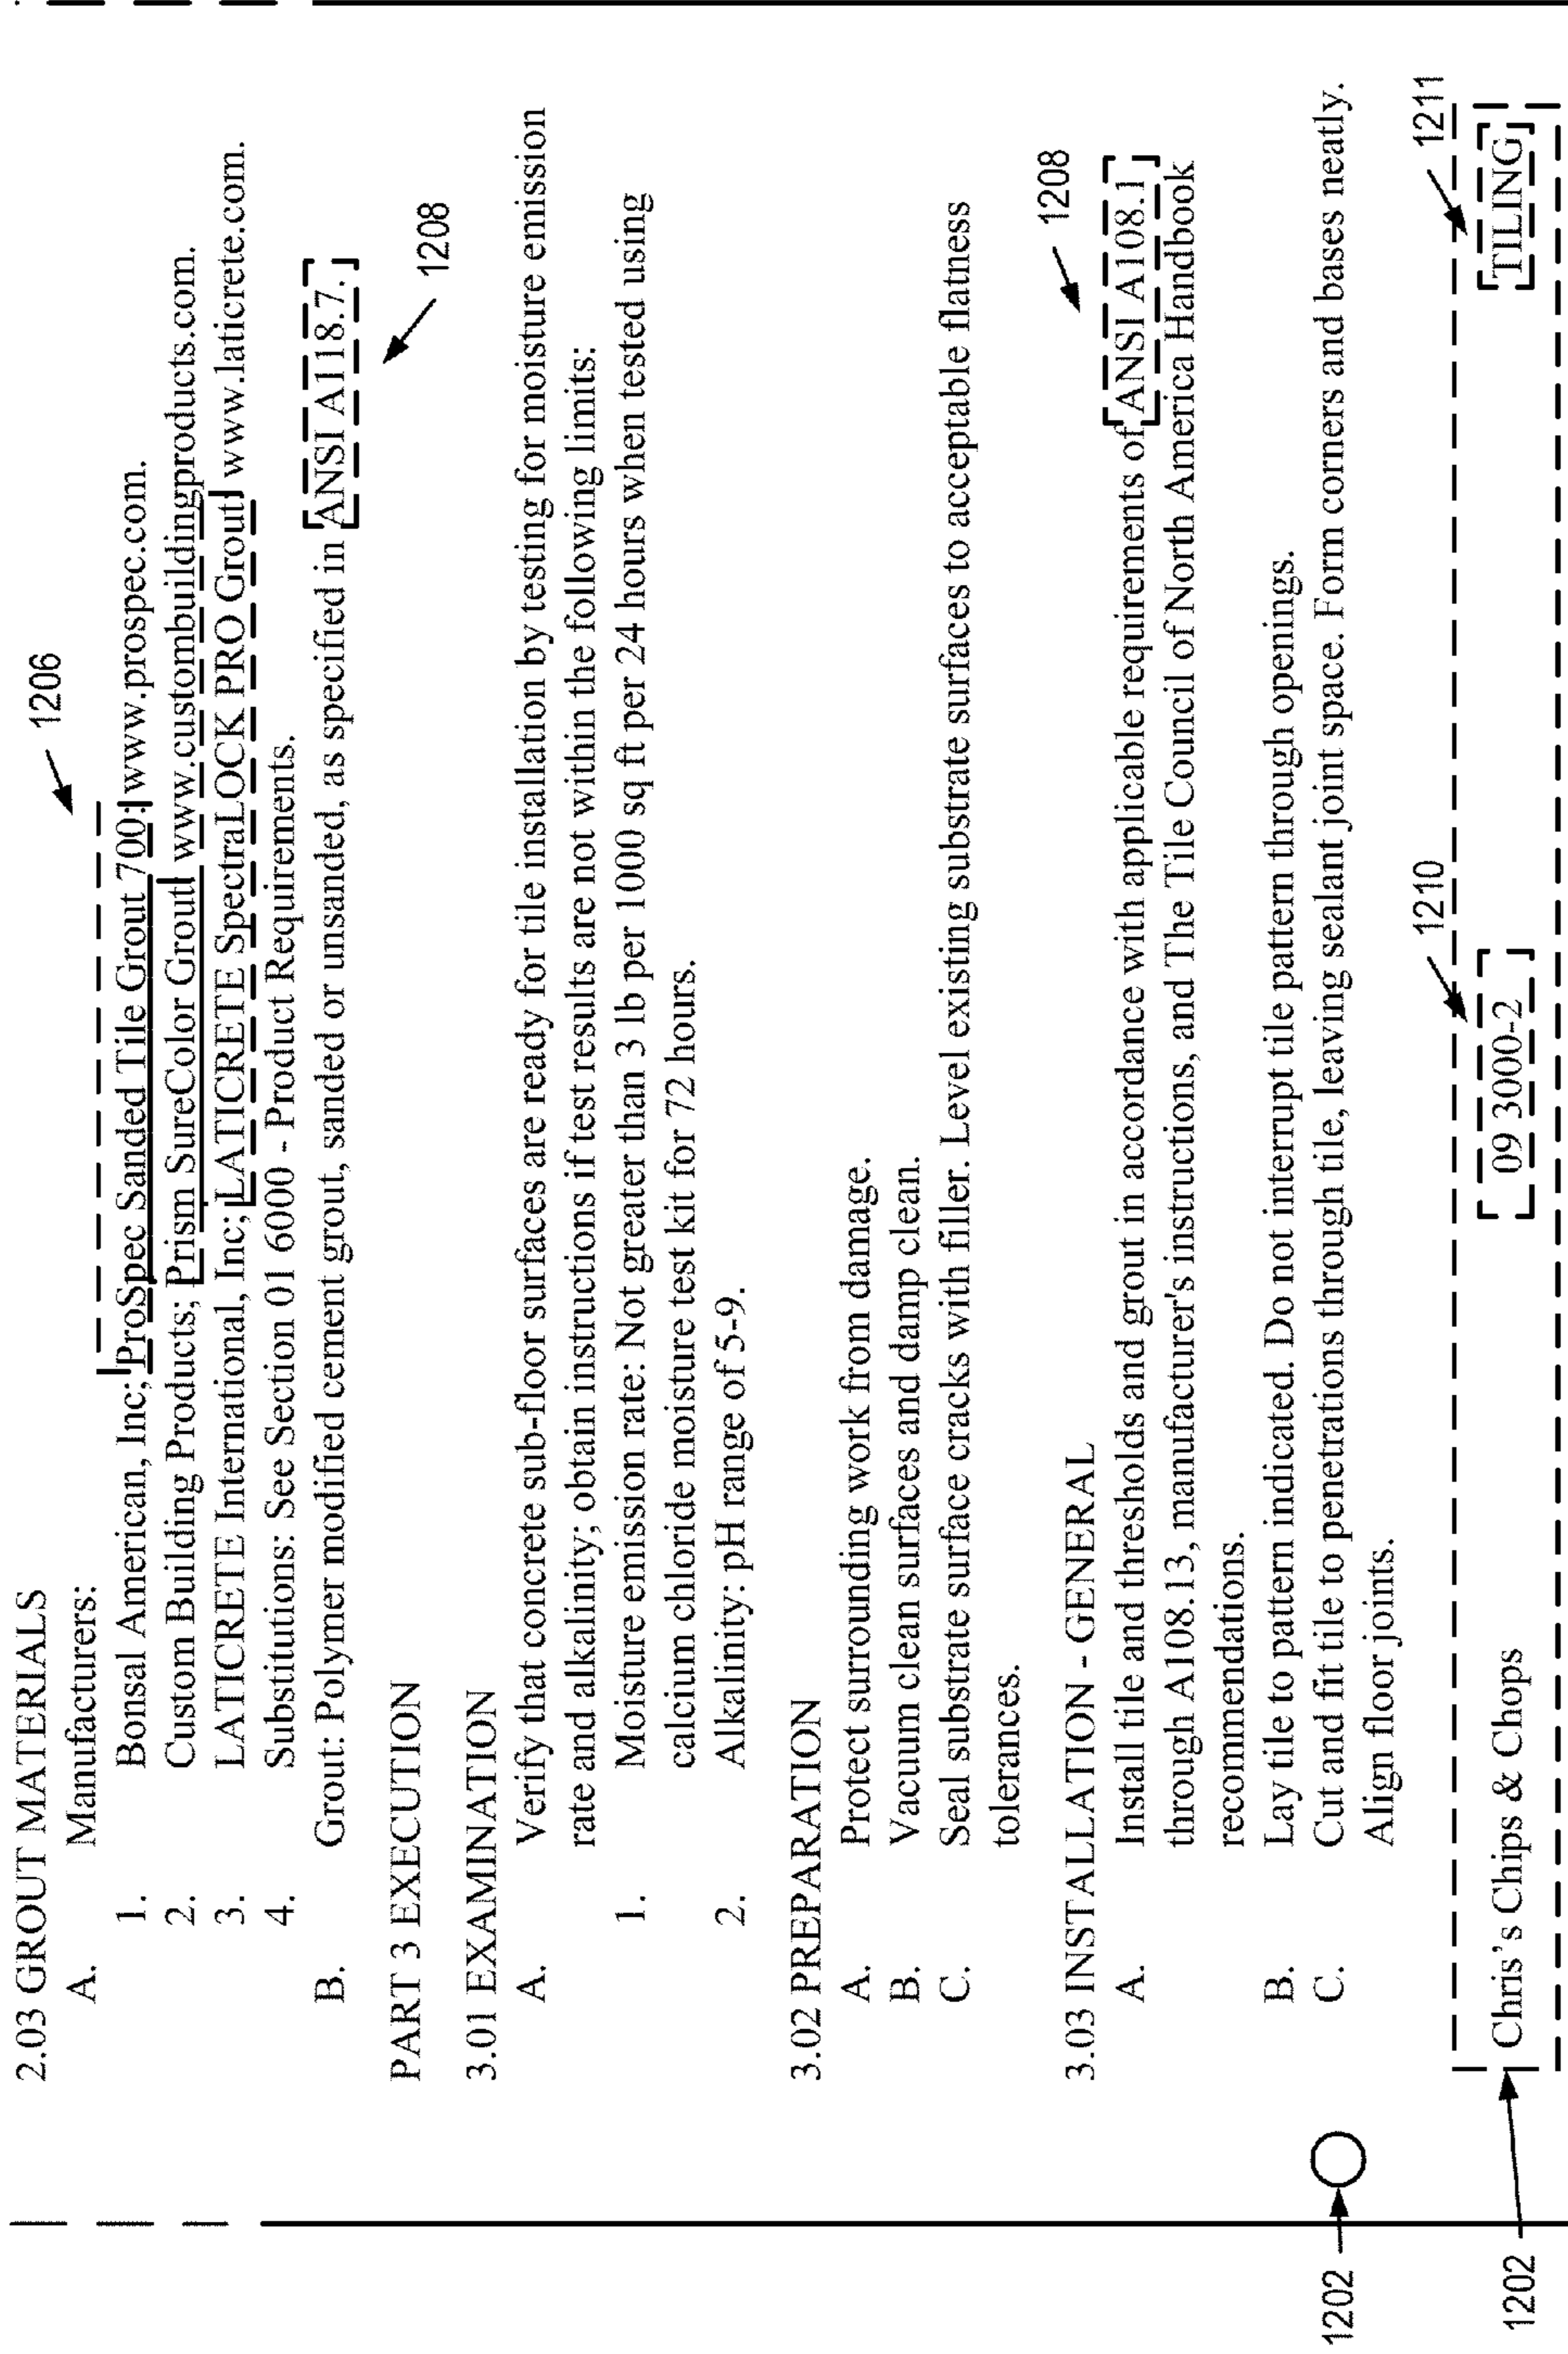 2.03 GROUT MATERIALS
A. Manufacturers:
1206
1. Bonsal American, Inc; ProSpec Sanded Tile Grout 700: www.prospec.com.
2. Custom Building Products; Prism SureColor Grout www.custombuildingproducts.com.
3. LATICRETE International, Inc; LATICRETE SpectraLOCK PRO Grout www.laticrete.com.
4. Substitutions: See Section 01 6000 - Product Requirements.
B. Grout: Polymer modified cement grout, sanded or unsanded, as specified in ANSI A118.7.
1208
PART 3 EXECUTION
3.01 EXAMINATION
A. Verify that concrete sub-floor surfaces are ready for tile installation by testing for moisture emission
rate and alkalinity; obtain instructions if test results are not within the following limits:
1. Moisture emission rate: Not greater than 3 lb per 1000 sq ft per 24 hours when tested using
calcium chloride moisture test kit for 72 hours.
2. Alkalinity: pH range of 5-9.
3.02 PREPARATION
A. Protect surrounding work from damage.
B. Vacuum clean surfaces and damp clean.
C. Seal substrate surface cracks with filler. Level existing substrate surfaces to acceptable flatness
tolerances.
3.03 INSTALLATION - GENERAL
1208
A. Install tile and thresholds and grout in accordance with applicable requirements of ANSI A108.1
through A108.13, manufacturer's instructions, and The Tile Council of North America Handbook
recommendations.
B. Lay tile to pattern indicated. Do not interrupt tile pattern through openings.
1202
C. Cut and fit tile to penetrations through tile, leaving sealant joint space. Form corners and bases neatly.
Align floor joints.
1210
1211
1202
Chris's Chips & Chops 09 3000-2 TILING